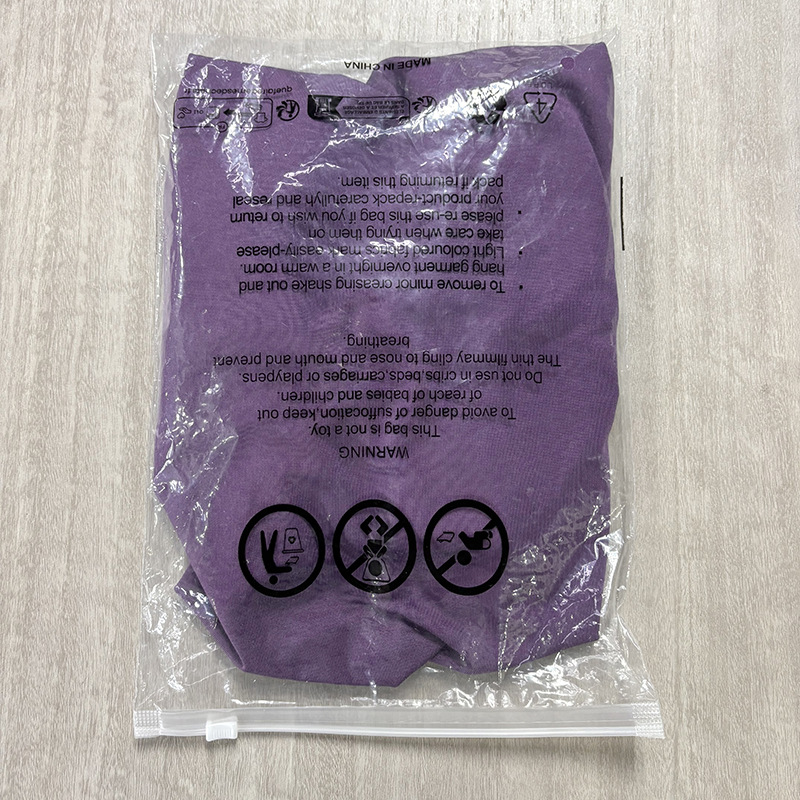 WARNING
This bag is not a toy.
To avoid danger of suffocation,keep out
of reach of babies and children.
Do not use in cribs,beds,carriages or playpens.
The thin filmmay cling to nose and mouth and prevent
breathing.
• To remove minor creasing shake out and
hang garment overnight in a warm room.
• Light coloured fabrics mark easily-please
take care when trying them on
• please re-use this bag if you wish to return
your product-repack carefullyh and reseal
pack if returning this item.
4
MADE IN CHINA